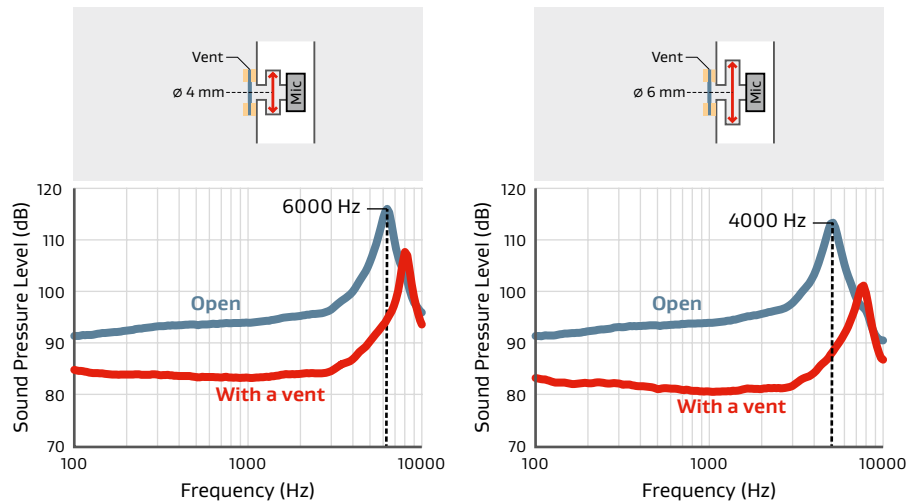 Vent
ø 4 mm
Mic
120
110
100
90
80
70
Sound Pressure Level (dB)
6000 Hz
Open
With a vent
100
1000
10000
Frequency (Hz)
Vent
ø 6 mm
Mic
120
110
100
90
80
70
Sound Pressure Level (dB)
4000 Hz
Open
With a vent
100
1000
10000
Frequency (Hz)